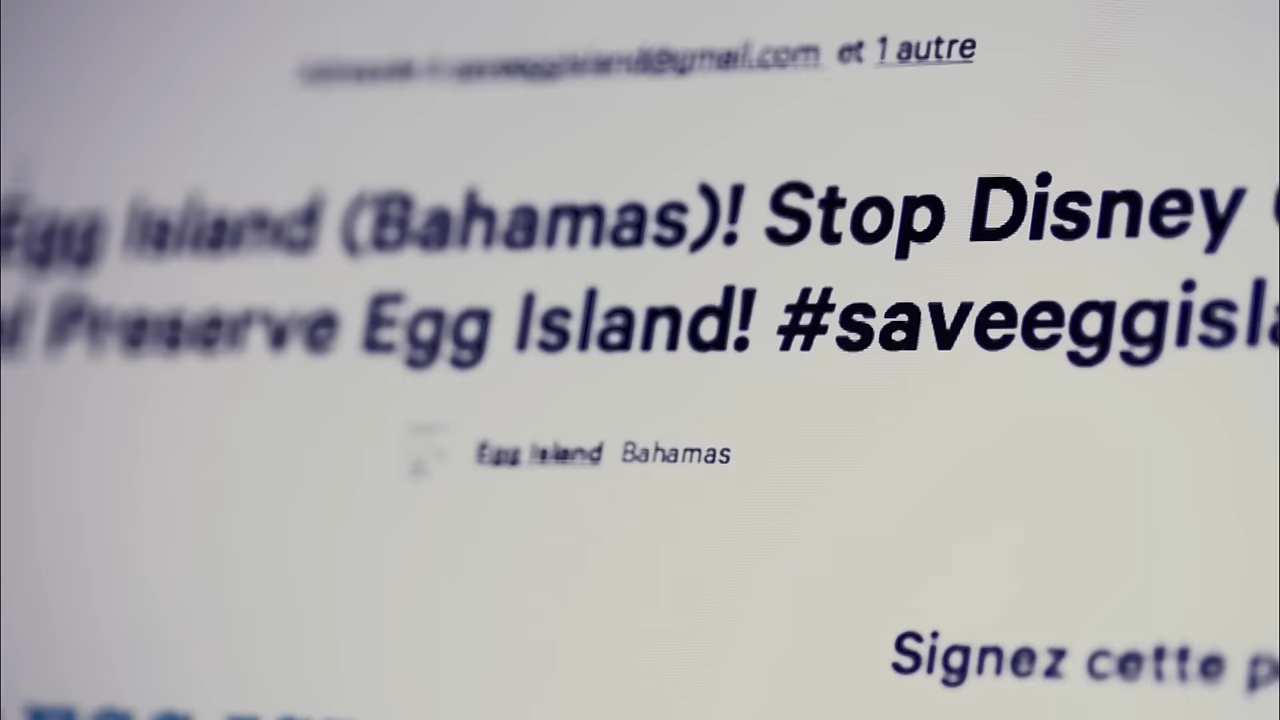 et 1 autre
Egg Island (Bahamas)! Stop Disney
Preserve Egg Island! #saveeggisla
Egg Island Bahamas
Signez cette p